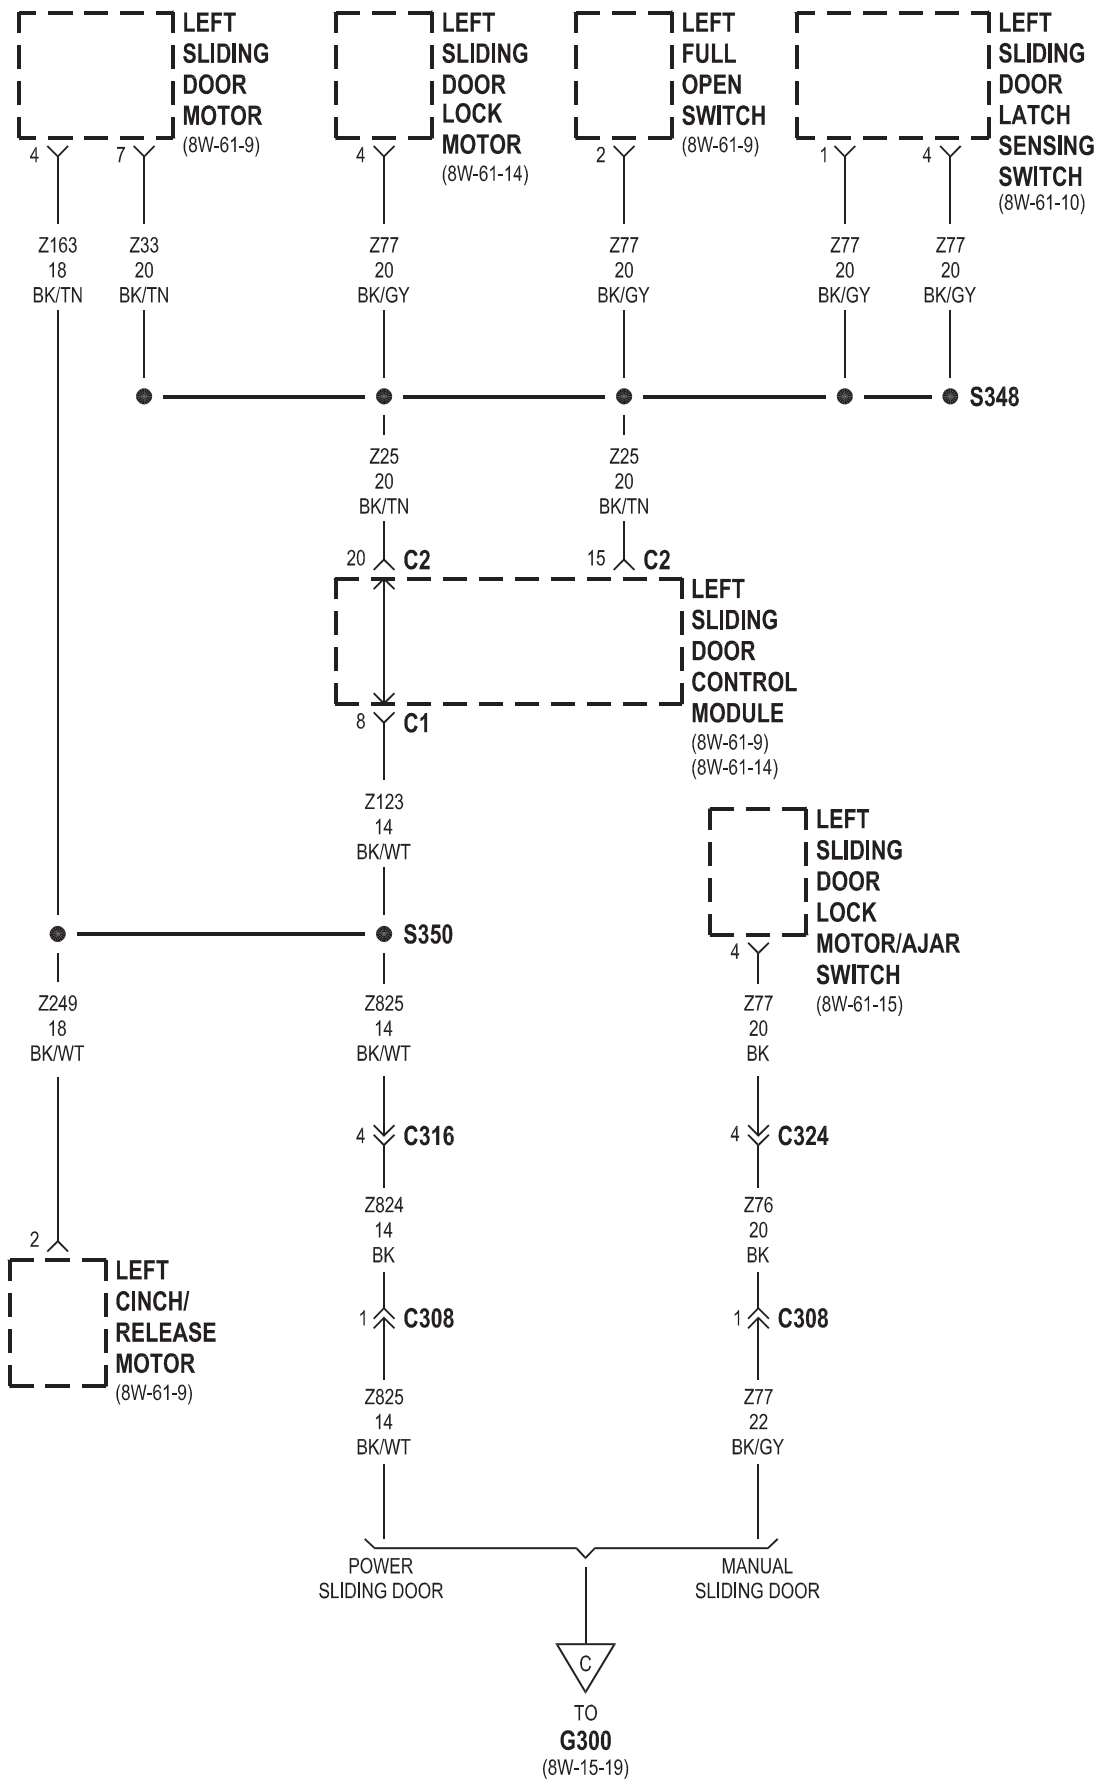 LEFT
SLIDING
DOOR
MOTOR
(8W-61-9)
LEFT
SLIDING
DOOR
LOCK
MOTOR
(8W-61-14)
LEFT
FULL
OPEN
SWITCH
(8W-61-9)
LEFT
SLIDING
DOOR
LATCH
SENSING
SWITCH
(8W-61-10)
4
7
4
2
1
4
Z163
18
BK/TN
Z33
20
BK/TN
Z77
20
BK/GY
Z77
20
BK/GY
Z77
20
BK/GY
Z77
20
BK/GY
S348
Z25
20
BK/TN
Z25
20
BK/TN
20
C2
15
C2
LEFT
SLIDING
DOOR
CONTROL
MODULE
(8W-61-9)
(8W-61-14)
8
C1
Z123
14
BK/WT
LEFT
SLIDING
DOOR
LOCK
MOTOR/AJAR
SWITCH
(8W-61-15)
S350
4
Z249
18
BK/WT
Z825
14
BK/WT
Z77
20
BK
4
C316
4
C324
Z824
14
BK
Z76
20
BK
2
LEFT
CINCH/
RELEASE
MOTOR
(8W-61-9)
1
C308
1
C308
Z825
14
BK/WT
Z77
22
BK/GY
POWER
SLIDING DOOR
MANUAL
SLIDING DOOR
C
TO
G300
(8W-15-19)